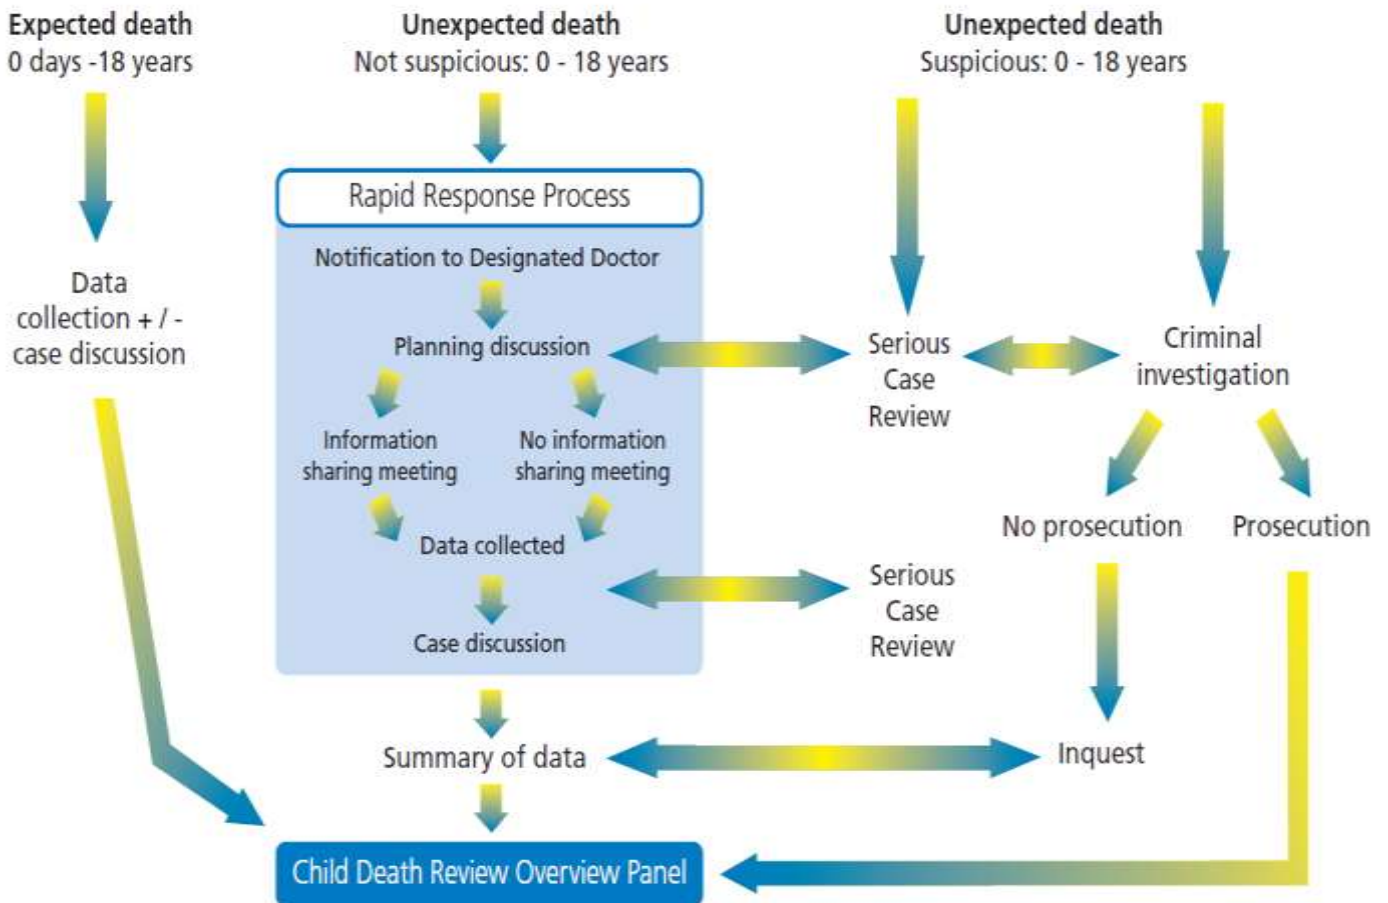 Expected death
0 days -18 years
Unexpected death
Not suspicious: 0 - 18 years
Unexpected death
Suspicious: 0 - 18 years
Rapid Response Process
Notification to Designated Doctor
Data
collection + / -
case discussion
Planning discussion
Serious
Case
Review
Criminal
investigation
Information
sharing meeting
No information
sharing meeting
No prosecution
Prosecution
Data collected
Serious
Case
Review
Case discussion
Summary of data
Inquest
Child Death Review Overview Panel